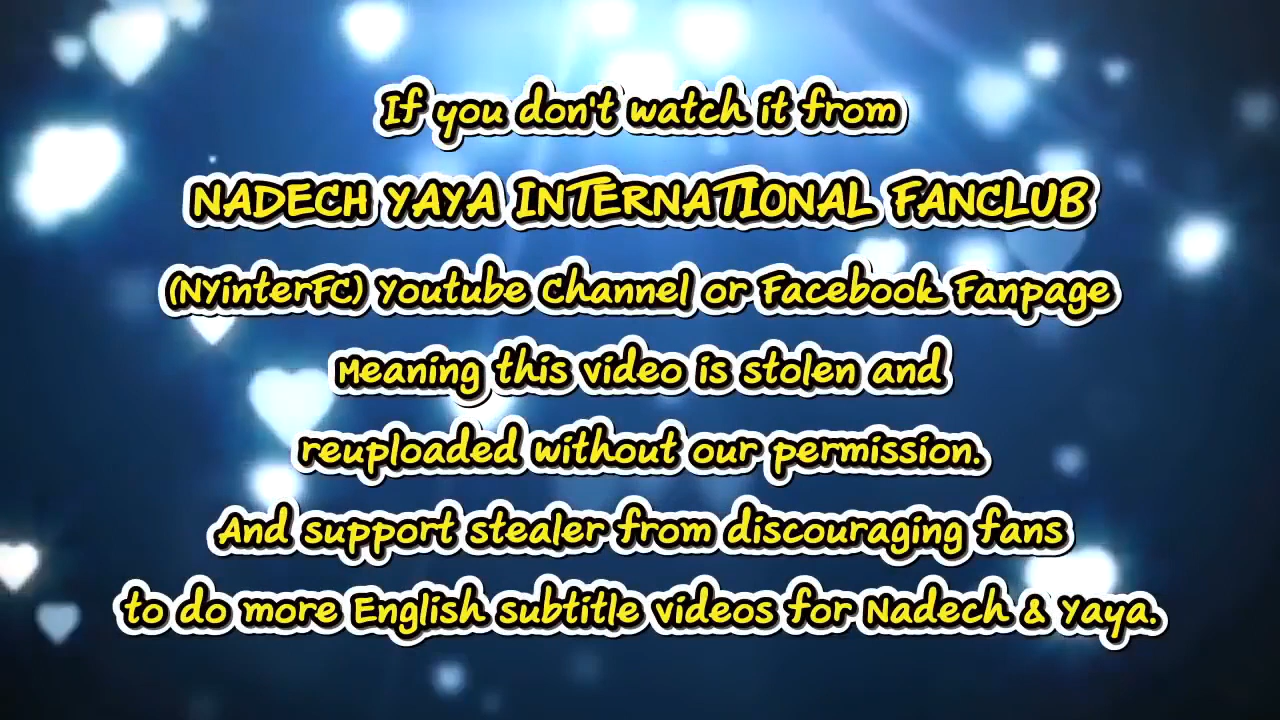 If you don't watch it from
NADECH YAYA INTERNATIONAL FANCLUB
(NYinterFC) Youtube Channel or Facebook Fanpage
Meaning this video is stolen and
reuploaded without our permission.
And support stealer from discouraging fans
to do more English subtitle videos for Nadech & Yaya.